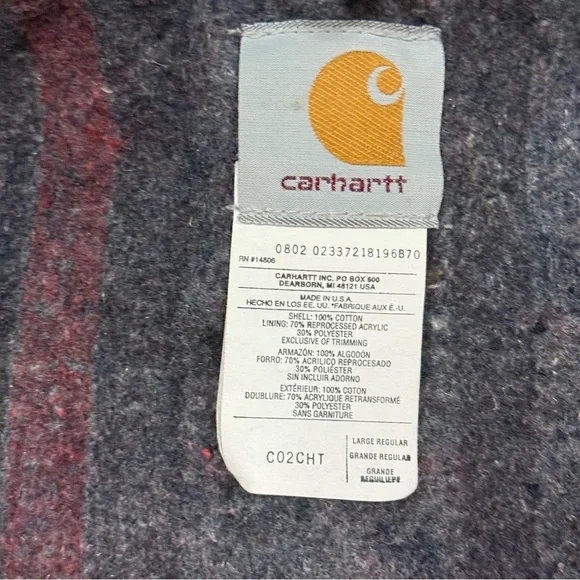 carhartt
0802 02337218196870
RN #14806
CARHARTT INC. PO BOX 600
DEARBORN, MI 48121 USA
MADE IN U.S.A.
HECHO EN LOS EE. UU. *FABRIQUE AUX É.-U.
SHELL: 100% COTTON
LINING: 70% REPROCESSED ACRYLIC
30% POLYESTER
EXCLUSIVE OF TRIMMING
ARMAZÓN: 100% ALGODÓN
FORRO: 70% ACRILICO REPROCESADO
30% POLIÉSTER
SIN INCLUIR ADORNO
EXTÉRIEUR: 100% COTON
DOUBLURE: 70% ACRYLIQUE RETRANSFORMÉ
30% POLYESTER
SANS GARNITURE
C02CHT
LARGE REGULAR
GRANDE REGULAR
GRANDE
REGULIERE